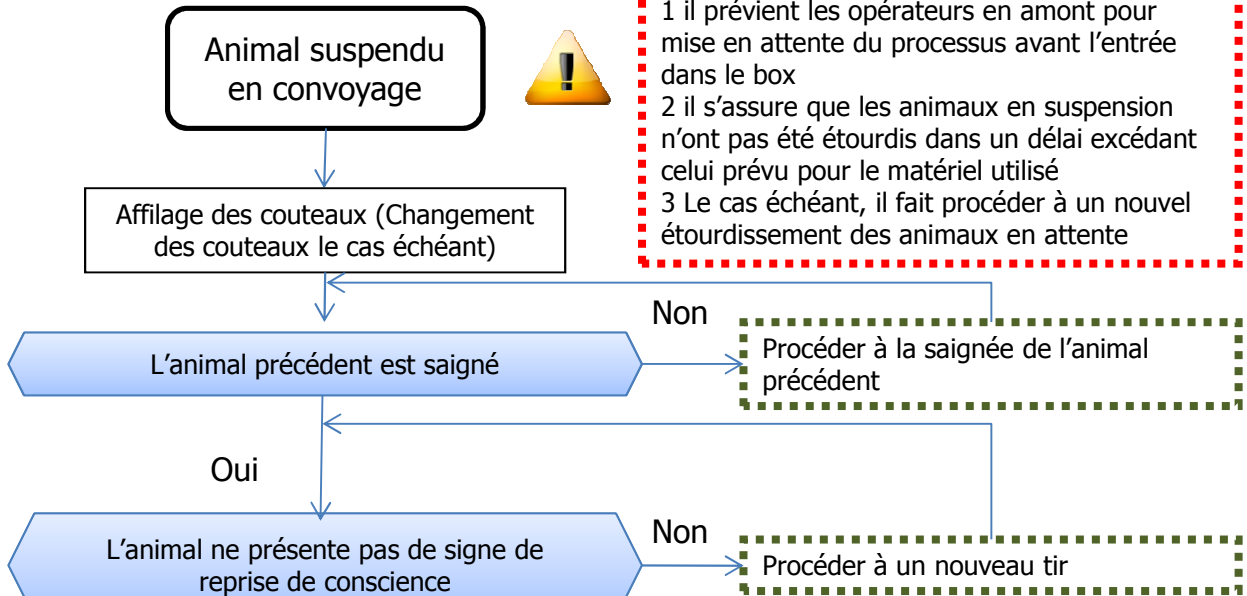 Animal suspendu
en convoyage
1 il prévient les opérateurs en amont pour
mise en attente du processus avant l’entrée
dans le box
2 il s’assure que les animaux en suspension
n’ont pas été étourdis dans un délai excédant
celui prévu pour le matériel utilisé
3 Le cas échéant, il fait procéder à un nouvel
étourdissement des animaux en attente
Affilage des couteaux (Changement
des couteaux le cas échéant)
L’animal précédent est saigné
Non
Procéder à la saignée de l’animal
précédent
Oui
L’animal ne présente pas de signe de
reprise de conscience
Non
Procéder à un nouveau tir